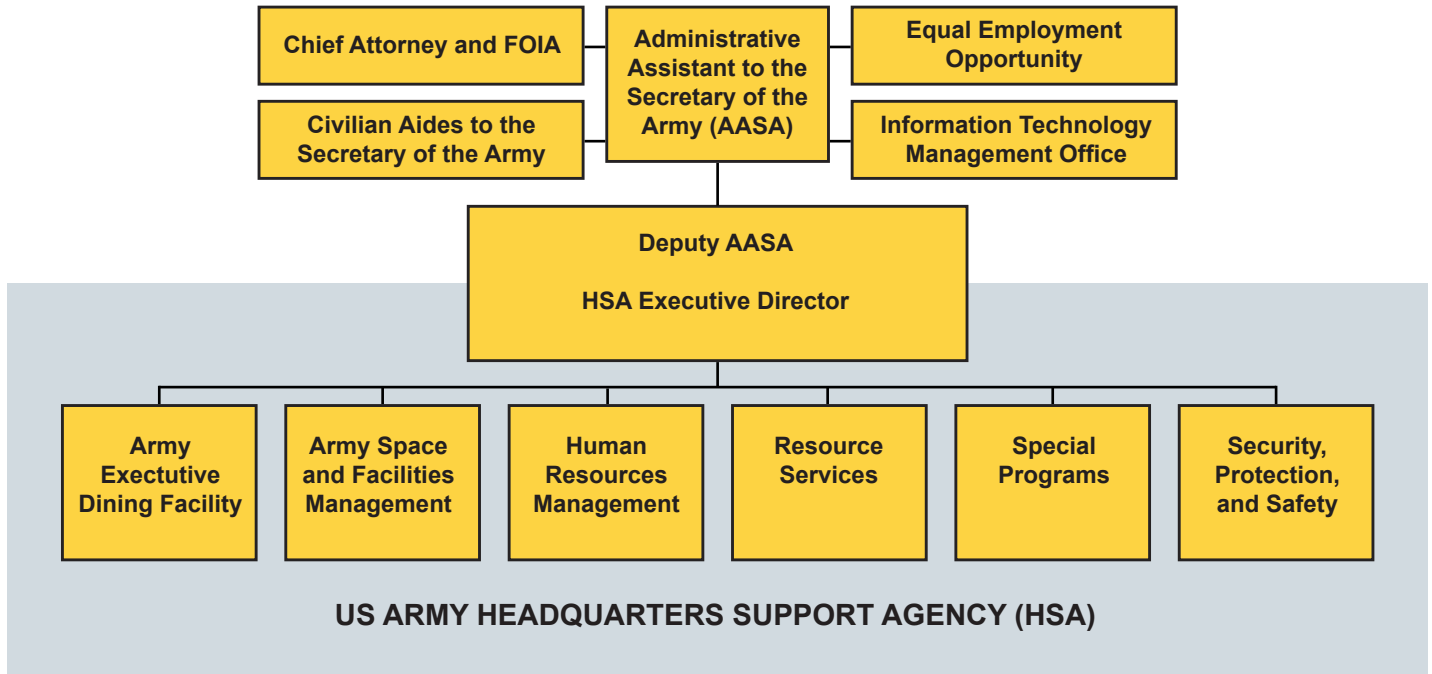 Chief Attorney and FOIA
Administrative
Assistant to the
Secretary of the
Army (AASA)
Equal Employment
Opportunity
Civilian Aides to the
Secretary of the Army
Information Technology
Management Office
Deputy AASA
HSA Executive Director
Army
Exectutive
Dining Facility
Army Space
and Facilities
Management
Human
Resources
Management
Resource
Services
Special
Programs
Security,
Protection,
and Safety
US ARMY HEADQUARTERS SUPPORT AGENCY (HSA)